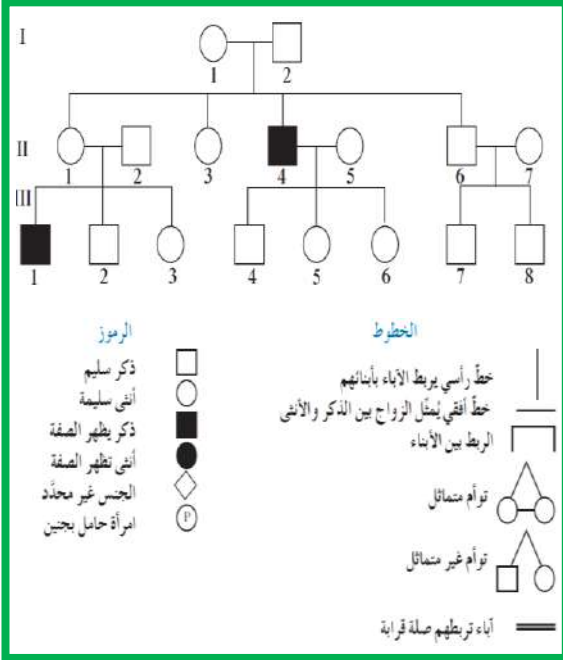 I
1 2
II
1 2 3 4 5 6 7
III
1 2 3 4 5 6 7 8
الخطوط
خطّ رأسي يربط الآباء بأبنائهم
خطّ أفقي يُمثّل الزواج بين الذكر والأنثى
الربط بين الأبناء
توأم متماثل
توأم غير متماثل
آباء تربطهم صلة قرابة
الرموز
ذكر سليم
أنثى سليمة
ذكر يظهر الصفة
أنثى تظهر الصفة
الجنس غير محدّد
امرأة حامل بجنين
P